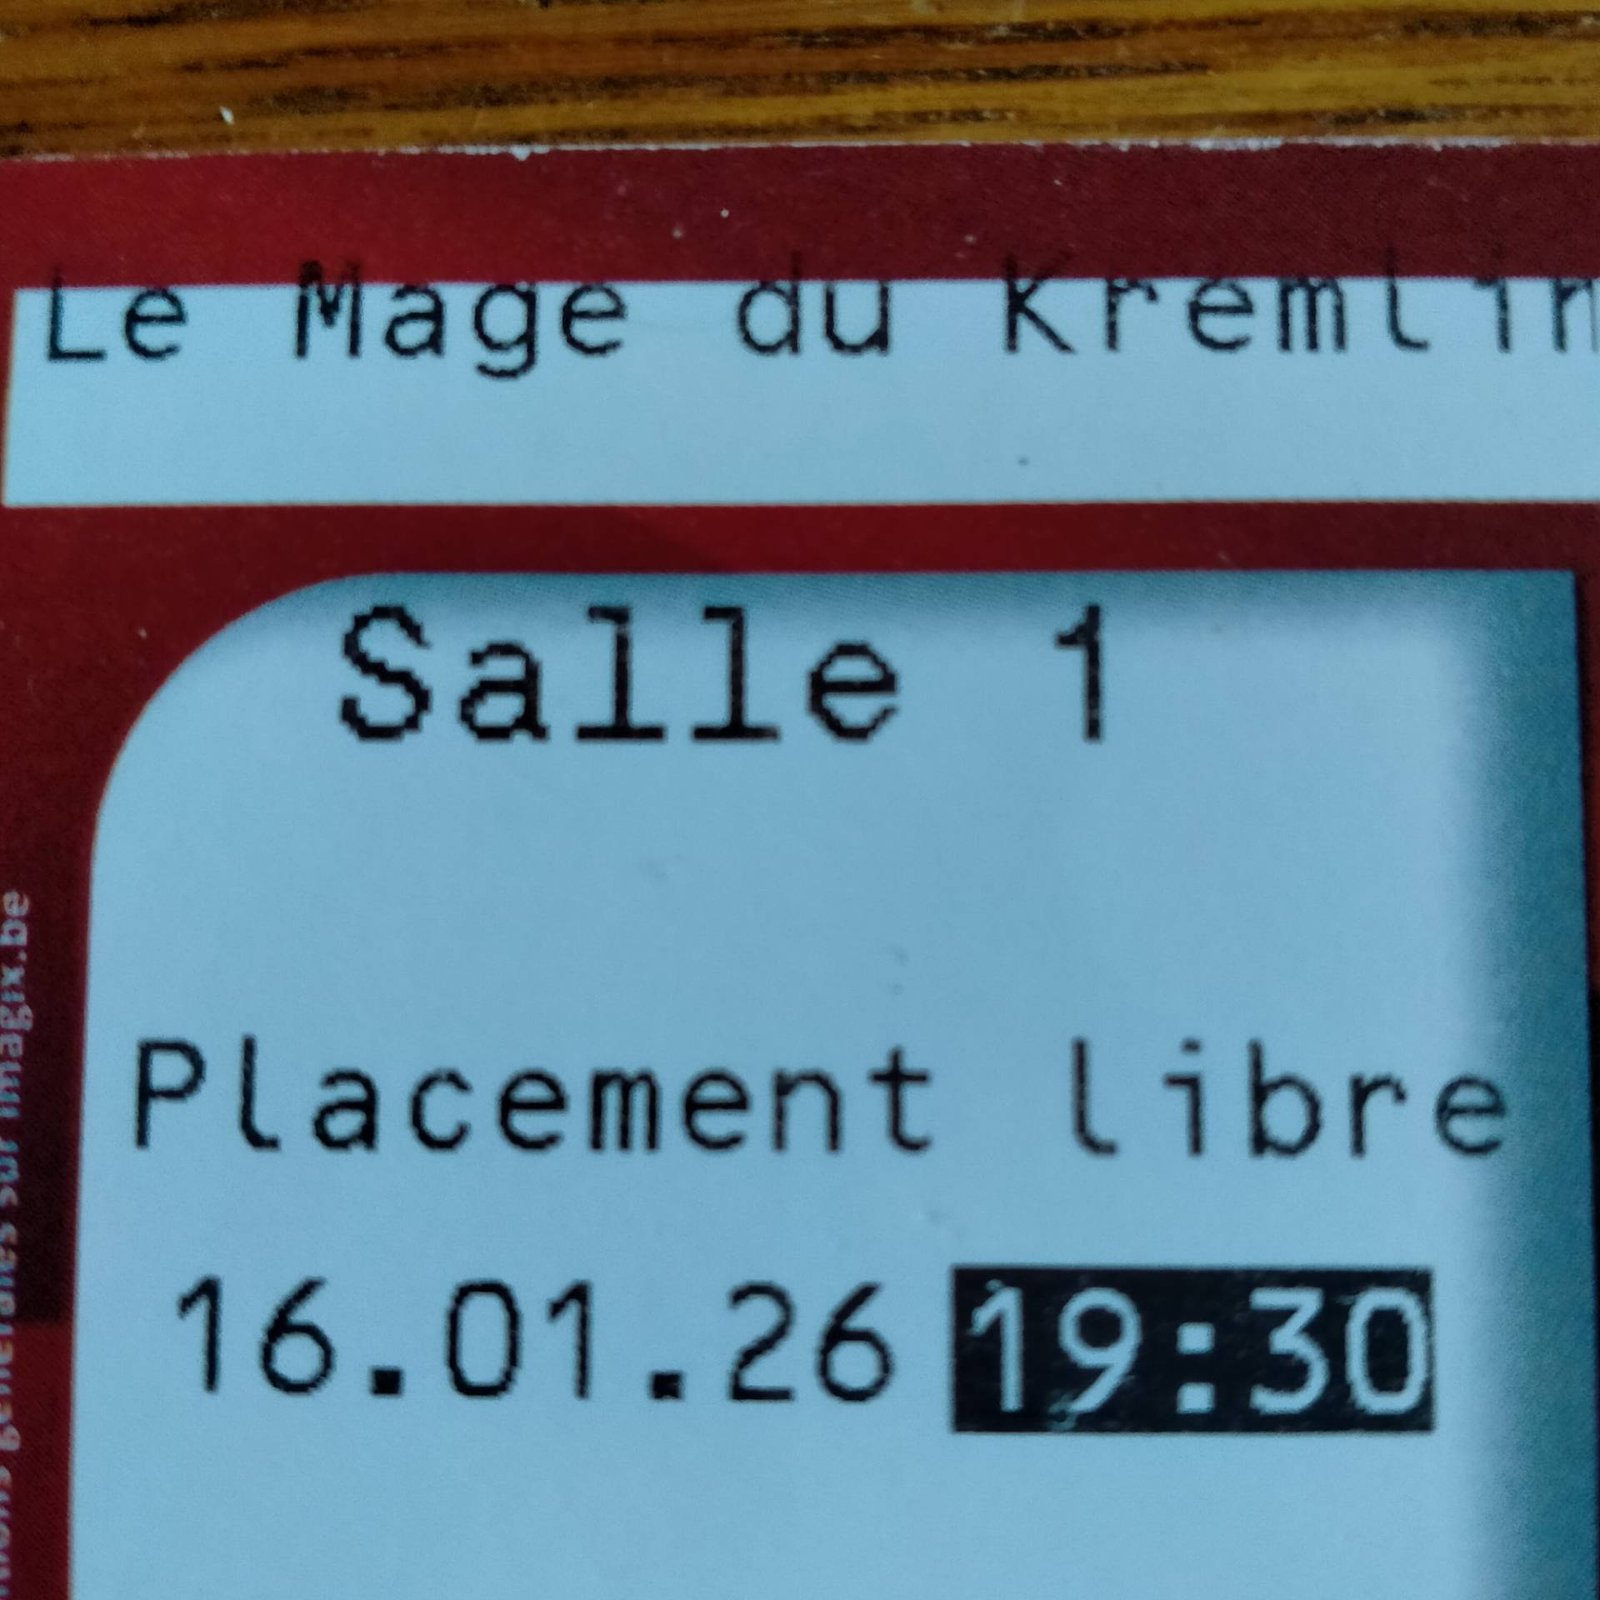 Le Mage du Kremlin
Salle 1
Placement libre
16.01.26 19:30
générales sur imagix.be